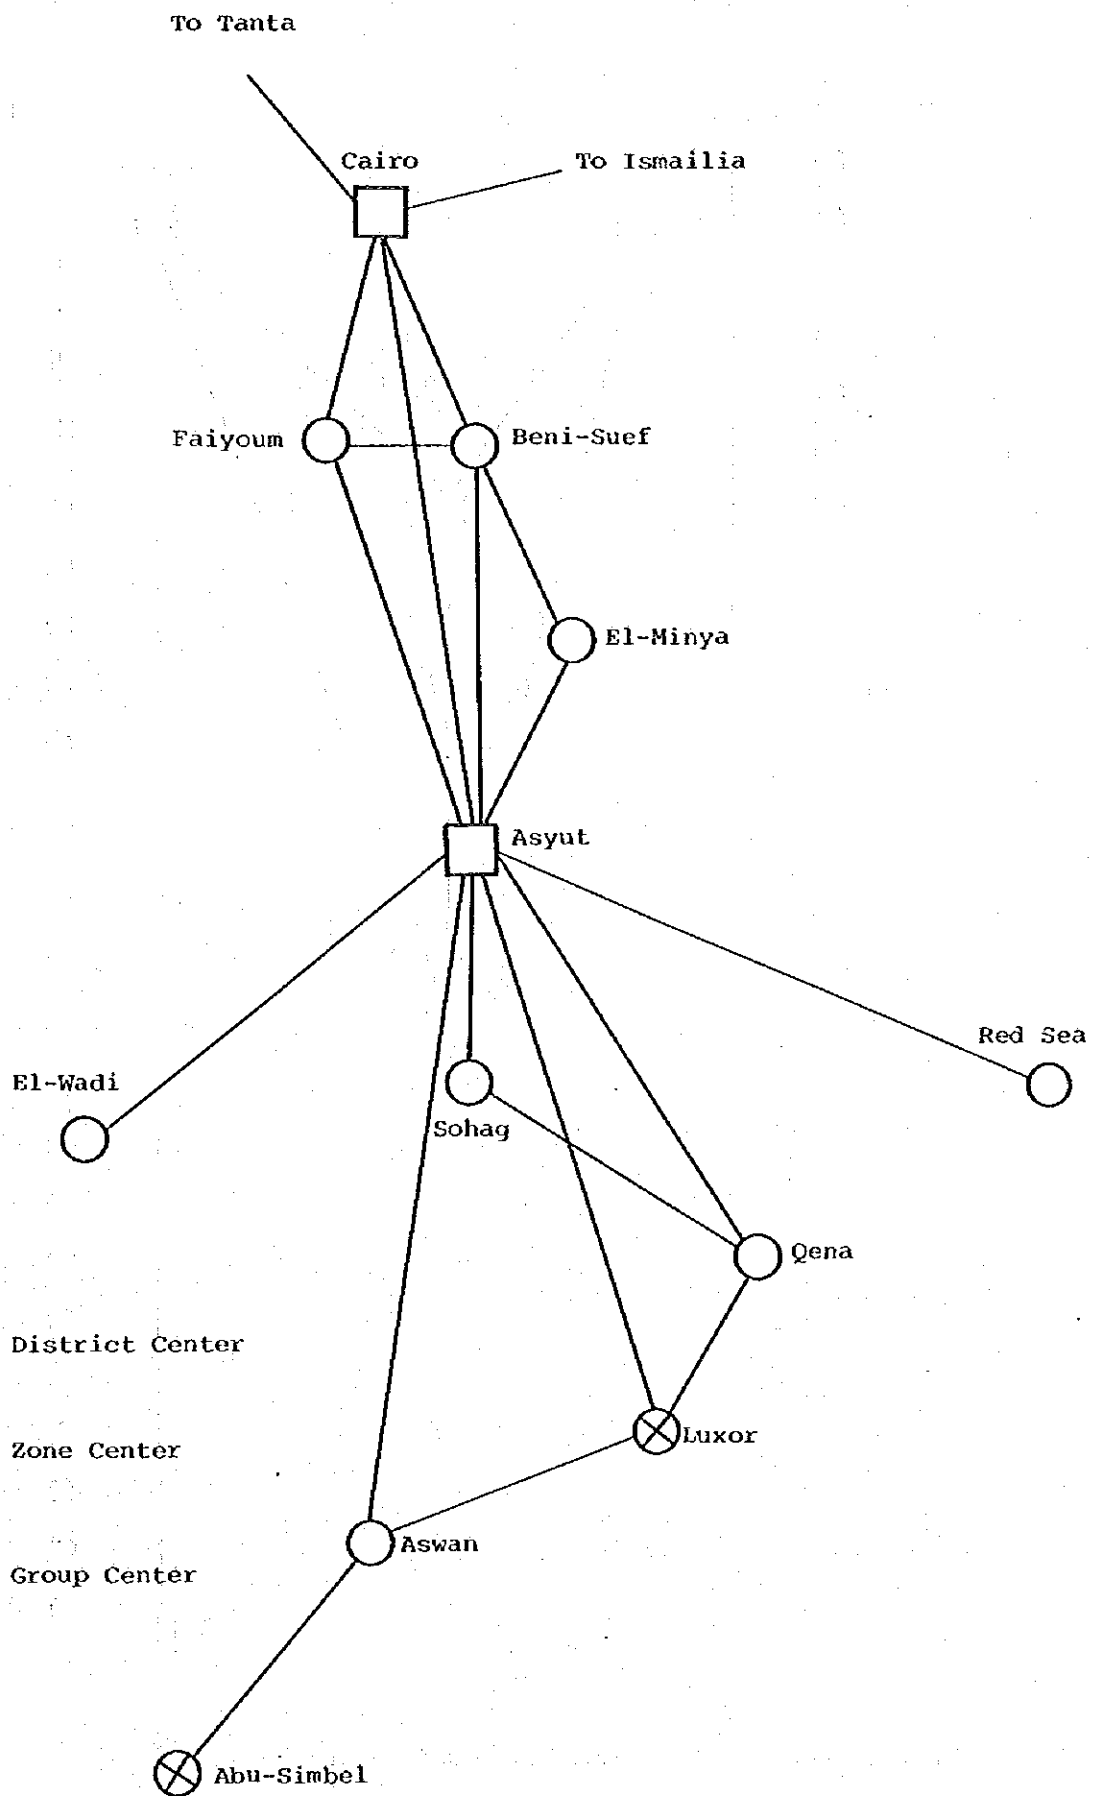 To Tanta
Cairo
To Ismailia
Faiyoum
Beni-Suef
El-Minya
Asyut
Red Sea
El-Wadi
Sohag
Qena
District Center
Luxor
Zone Center
Aswan
Group Center
Abu-Simbel